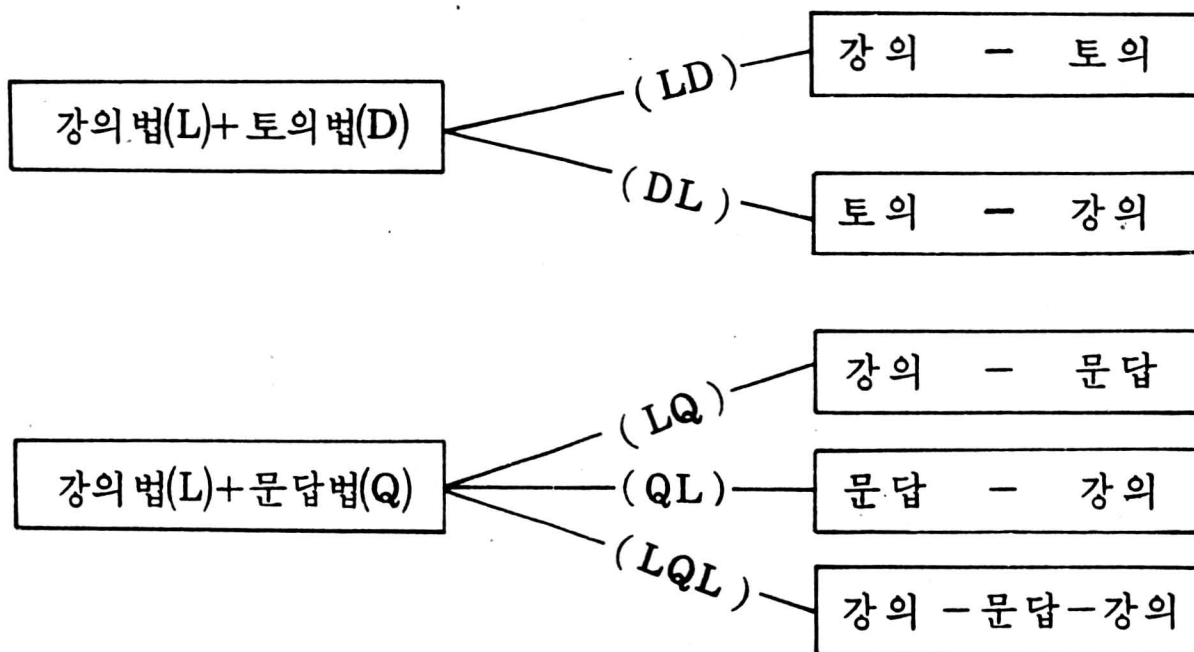 강의법(L)+토의법(D)
(LD)
강의 - 토의
(DL)
토의 - 강의
강의법(L)+문답법(Q)
(LQ)
강의 - 문답
(QL)
문답 - 강의
(LQL)
강의 -문답-강의